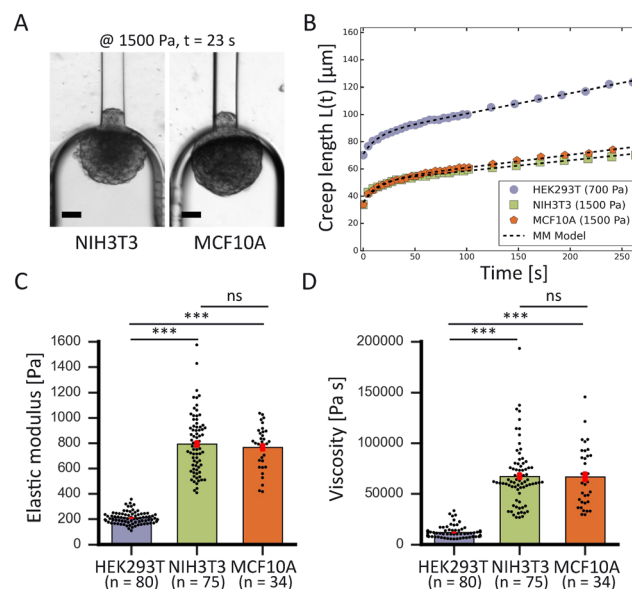 A
@ 1500 Pa, t = 23 s
NIH3T3
MCF10A
B
Creep length L(t) [μm]
160
140
120
100
80
60
40
20
0
0
50
100
150
200
250
Time [s]
HEK293T (700 Pa)
NIH3T3 (1500 Pa)
MCF10A (1500 Pa)
MM Model
C
ns
***
***
Elastic modulus [Pa]
1600
1400
1200
1000
800
600
400
200
0
HEK293T NIH3T3 MCF10A
(n = 80) (n = 75) (n = 34)
D
ns
***
***
Viscosity [Pa s]
200000
150000
100000
50000
0
HEK293T NIH3T3 MCF10A
(n = 80) (n = 75) (n = 34)